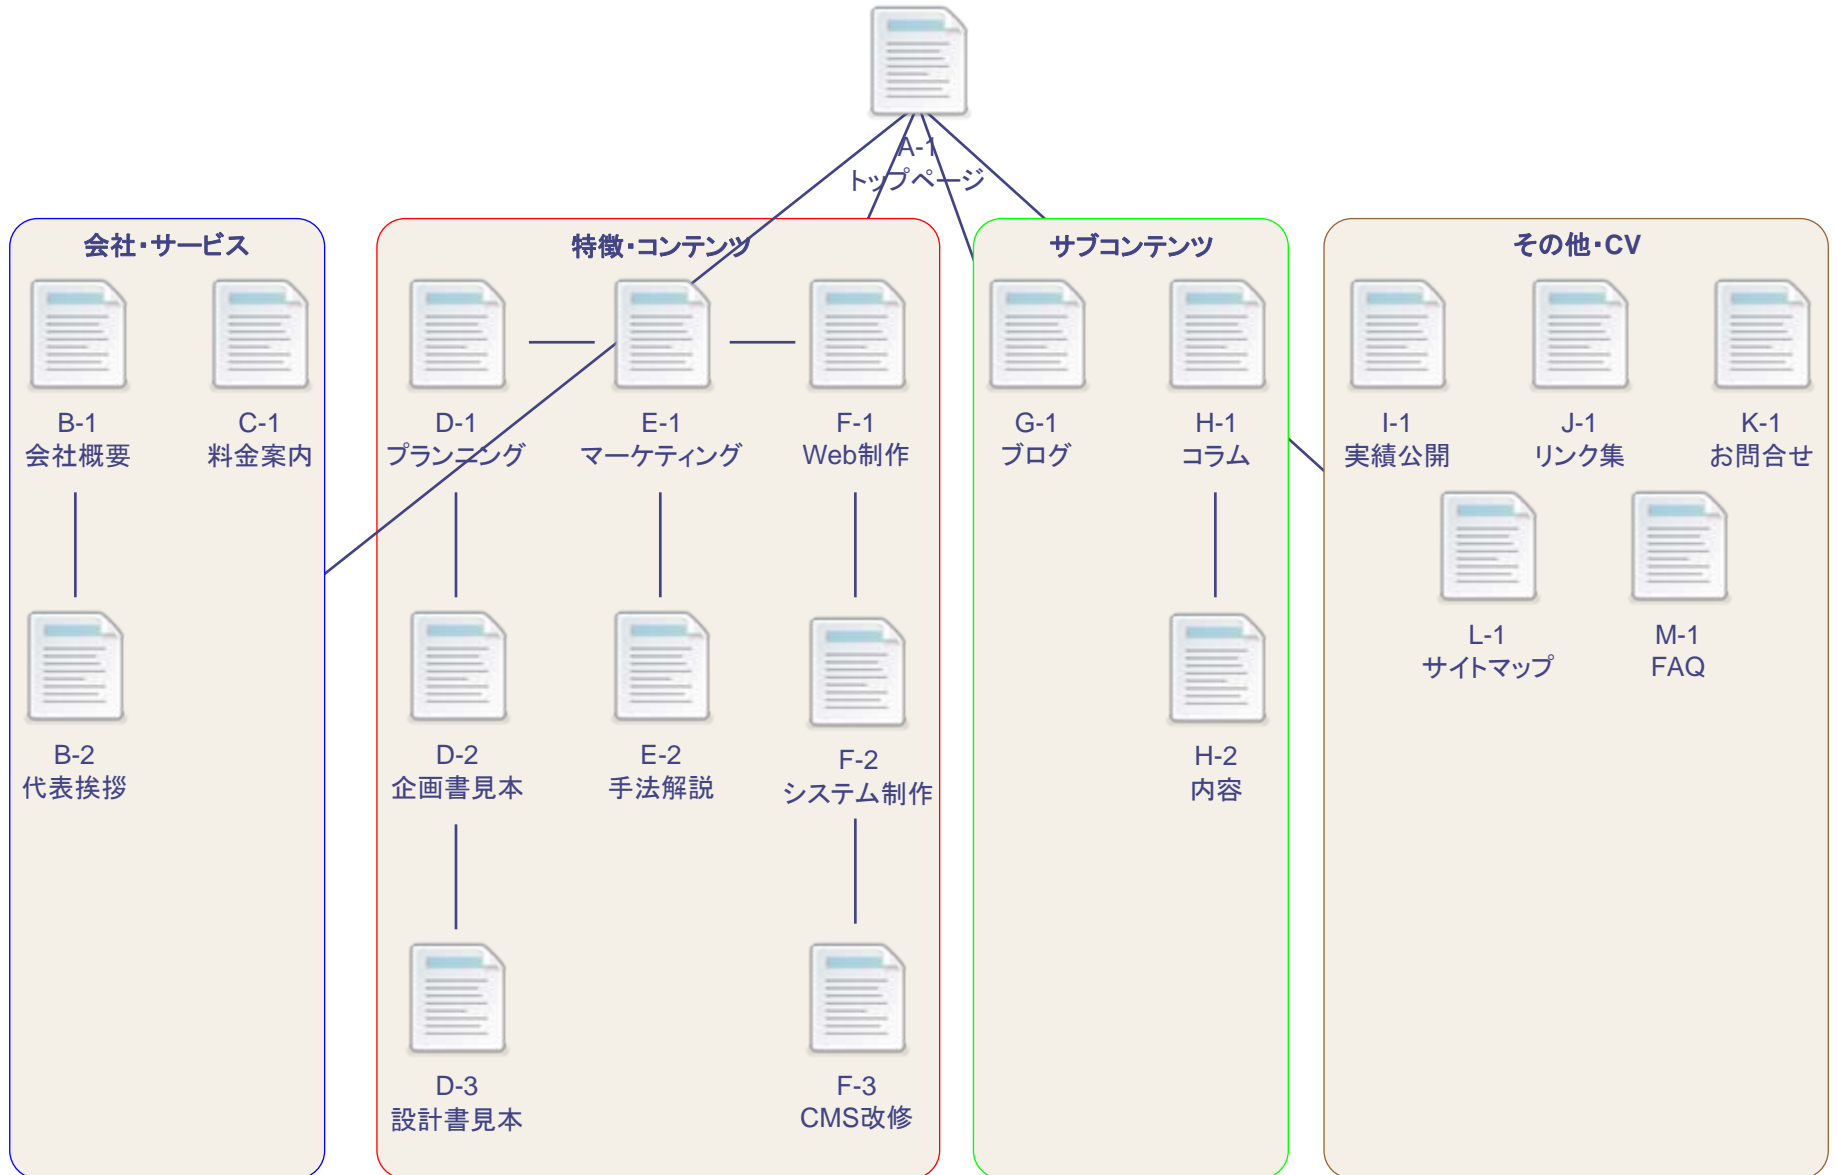 A-1
トップページ
会社・サービス
B-1
会社概要
C-1
料金案内
B-2
代表挨拶
特徴・コンテンツ
D-1
プランニング
E-1
マーケティング
F-1
Web制作
D-2
企画書見本
E-2
手法解説
F-2
システム制作
D-3
設計書見本
F-3
CMS改修
サブコンテンツ
G-1
ブログ
H-1
コラム
H-2
内容
その他・CV
I-1
実績公開
J-1
リンク集
K-1
お問合せ
L-1
サイトマップ
M-1
FAQ